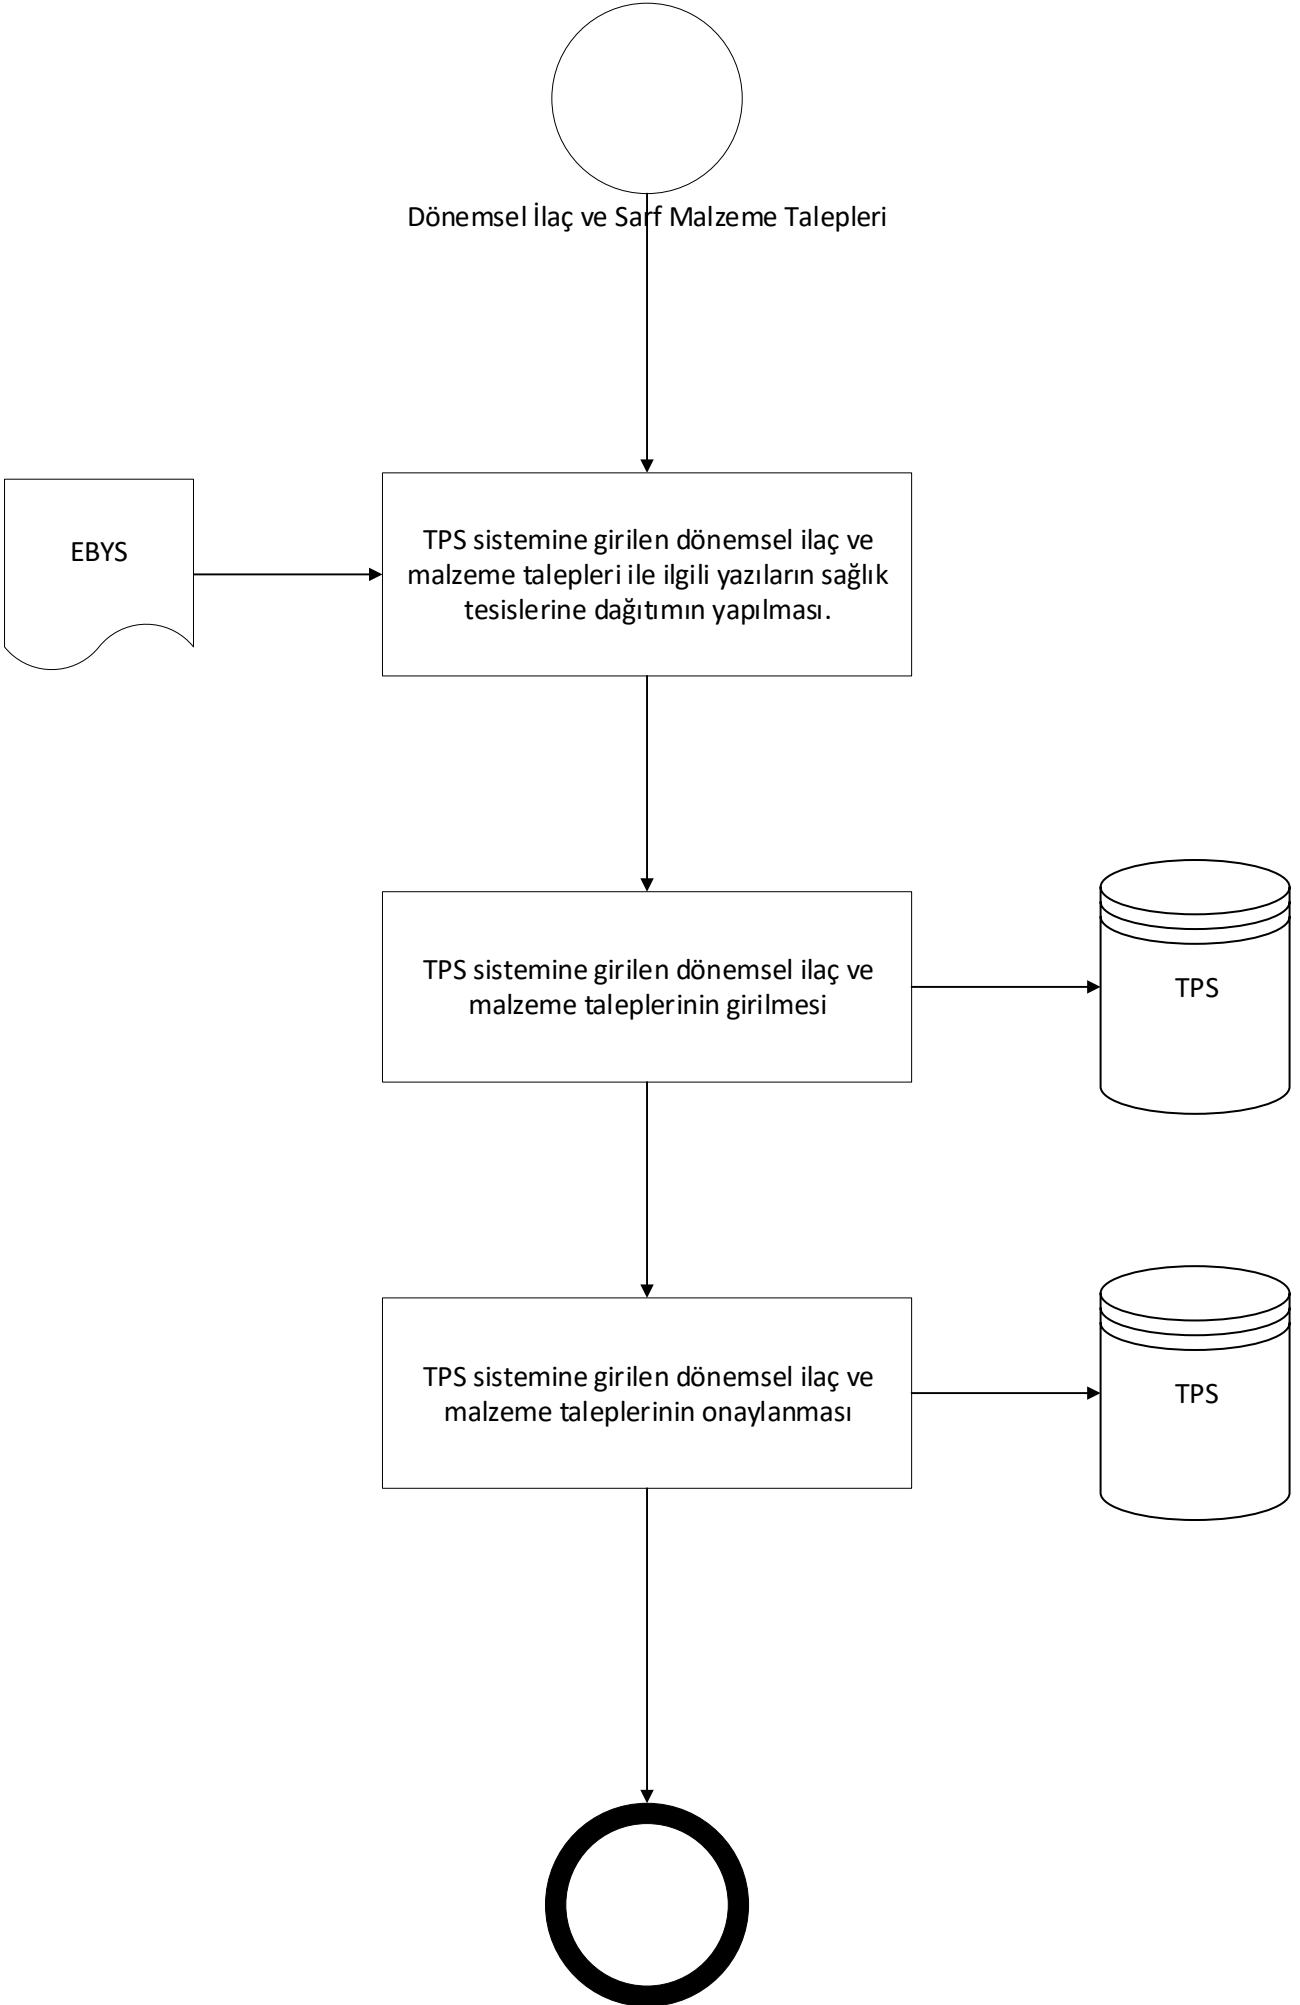 Dönemsel İlaç ve Sarf Malzeme Talepleri
EBYS
TPS sistemine girilen dönemsel ilaç ve
malzeme talepleri ile ilgili yazıların sağlık
tesislerine dağıtımın yapılması.
TPS sistemine girilen dönemsel ilaç ve
malzeme taleplerinin girilmesi
TPS
TPS sistemine girilen dönemsel ilaç ve
malzeme taleplerinin onaylanması
TPS